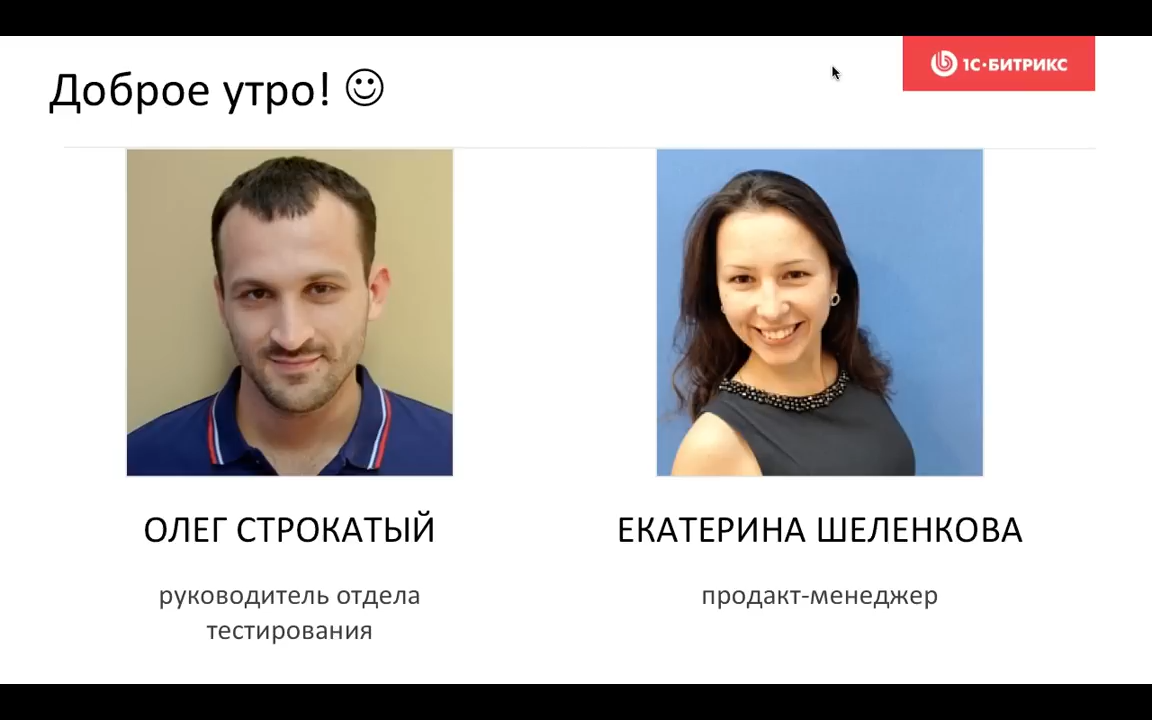 Доброе утро! ☺
1С·БИТРИКС
ОЛЕГ СТРОКАТЫЙ
руководитель отдела
тестирования
ЕКАТЕРИНА ШЕЛЕНКОВА
продакт-менеджер